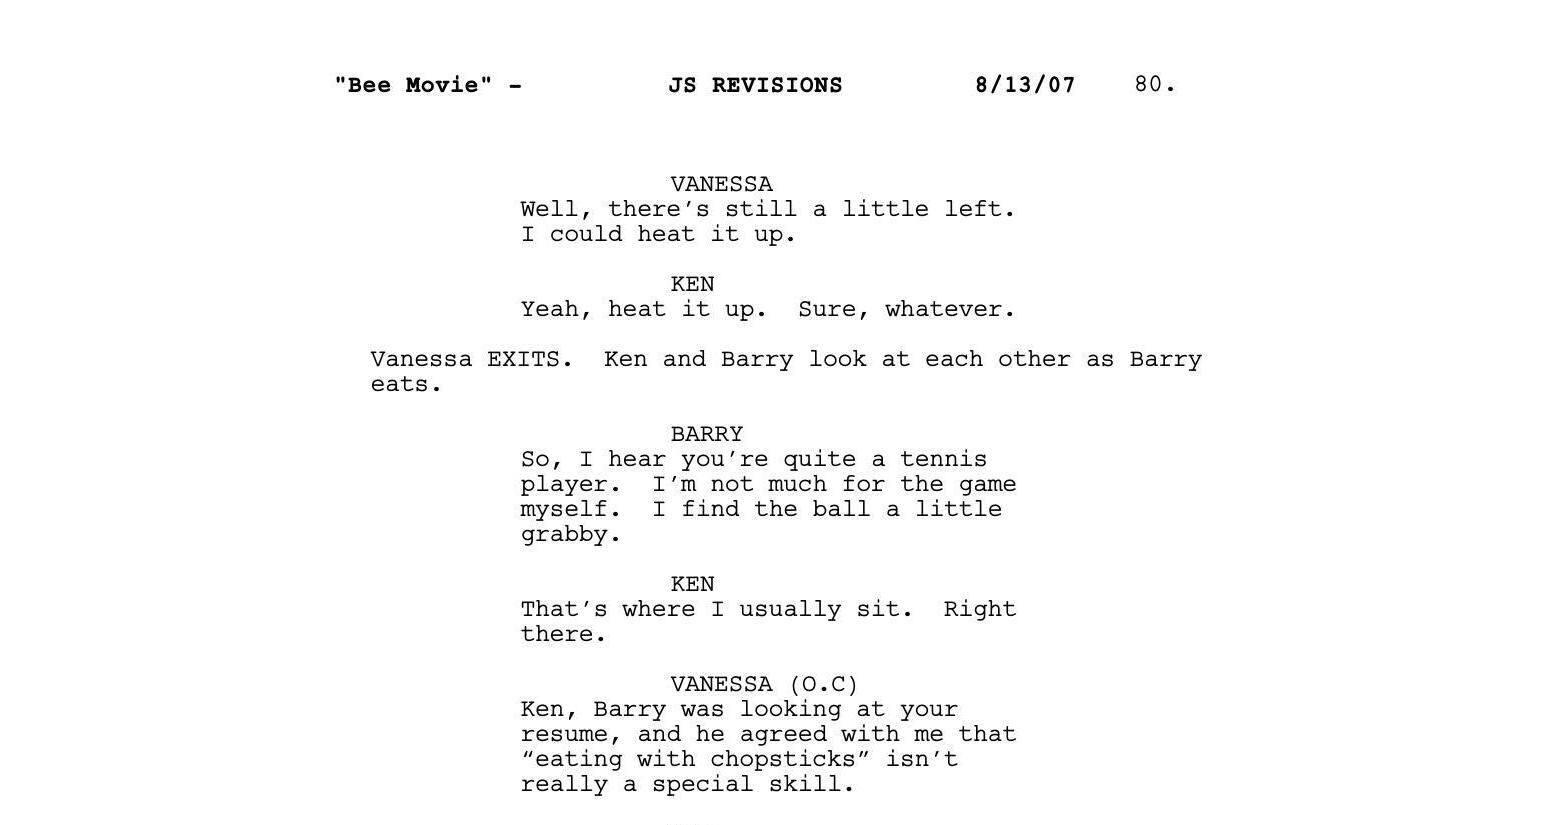 "Bee Movie" - JS REVISIONS 8/13/07 80.
VANESSA
Well, there’s still a little left.
I could heat it up.
KEN
Yeah, heat it up.  Sure, whatever.
Vanessa EXITS.  Ken and Barry look at each other as Barry
eats.
BARRY
So, I hear you’re quite a tennis
player.  I’m not much for the game
myself.  I find the ball a little
grabby.
KEN
That’s where I usually sit.  Right
there.
VANESSA (O.C)
Ken, Barry was looking at your
resume, and he agreed with me that
“eating with chopsticks” isn’t
really a special skill.